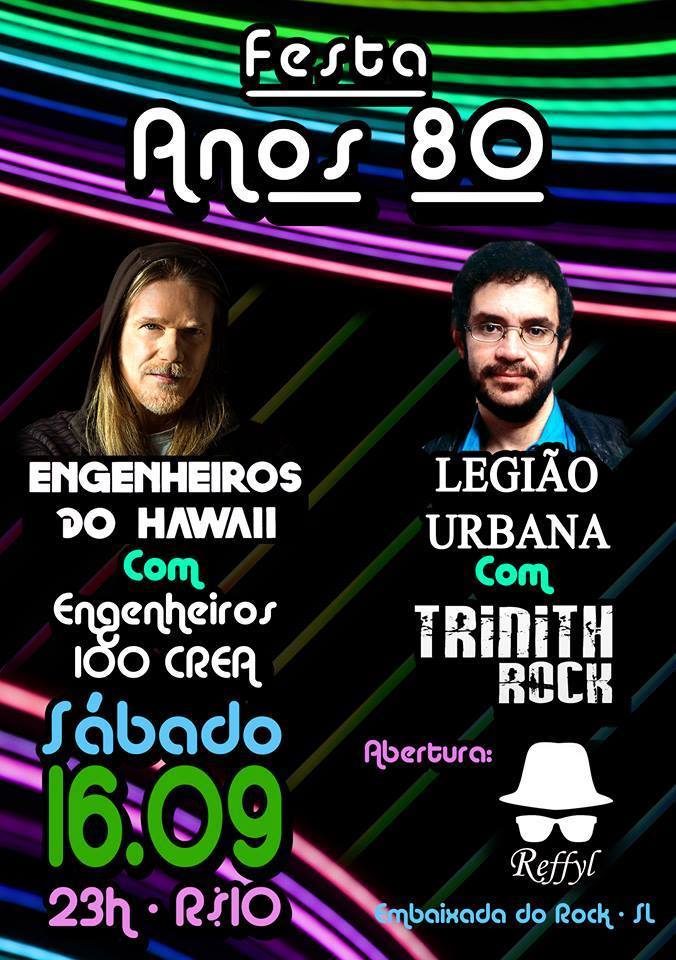 Festa
Anos 80
ENGENHEIROS
DO HAWAII
Com
Engenheiros
100 CREA
LEGIÃO
URBANA
Com
TRINITH
ROCK
Sábado
16.09
23h · R$10
Abertura:
Reffyl
Embaixada do Rock · SL